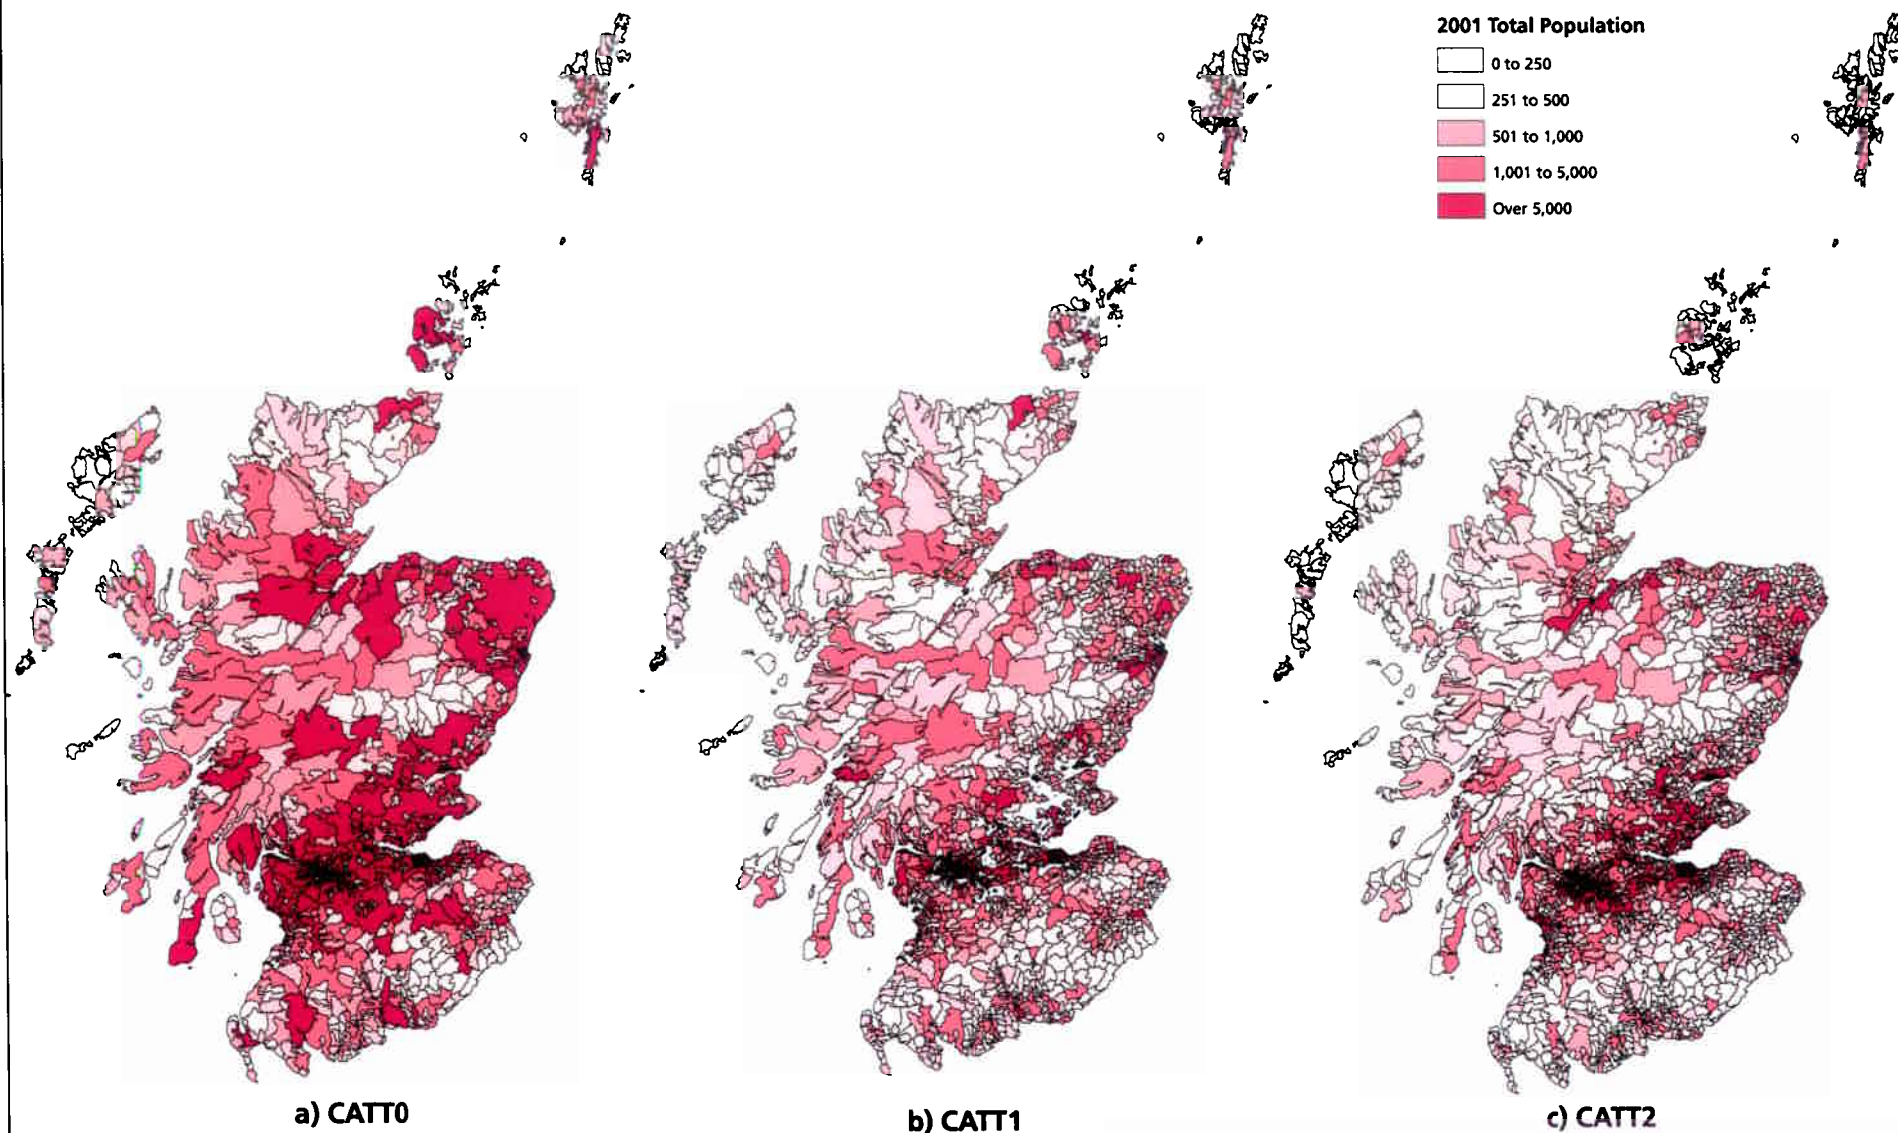 2001 Total Population
0 to 250
251 to 500
501 to 1,000
1,001 to 5,000
Over 5,000
a) CATT0
b) CATT1
c) CATT2